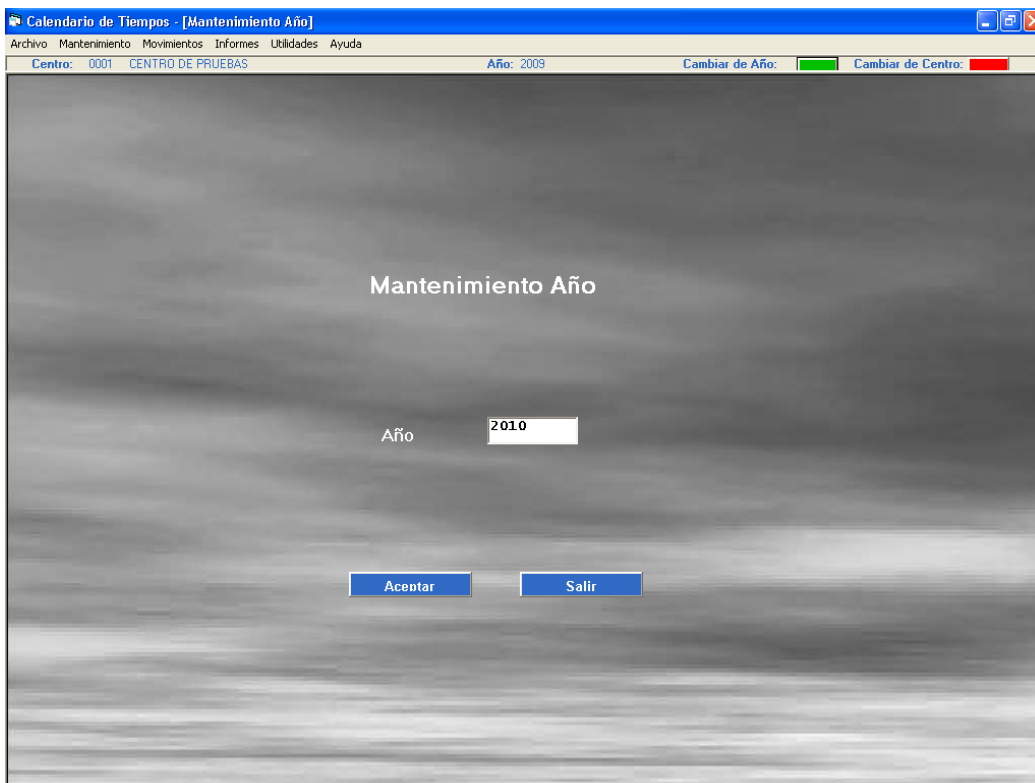 Calendario de Tiempos - [Mantenimiento Año]
Archivo Mantenimiento Movimientos Informes Utilidades Ayuda
Centro: 0001 CENTRO DE PRUEBAS Año: 2009 Cambiar de Año: Cambiar de Centro:
Mantenimiento Año
Año 2010
Aceptar Salir